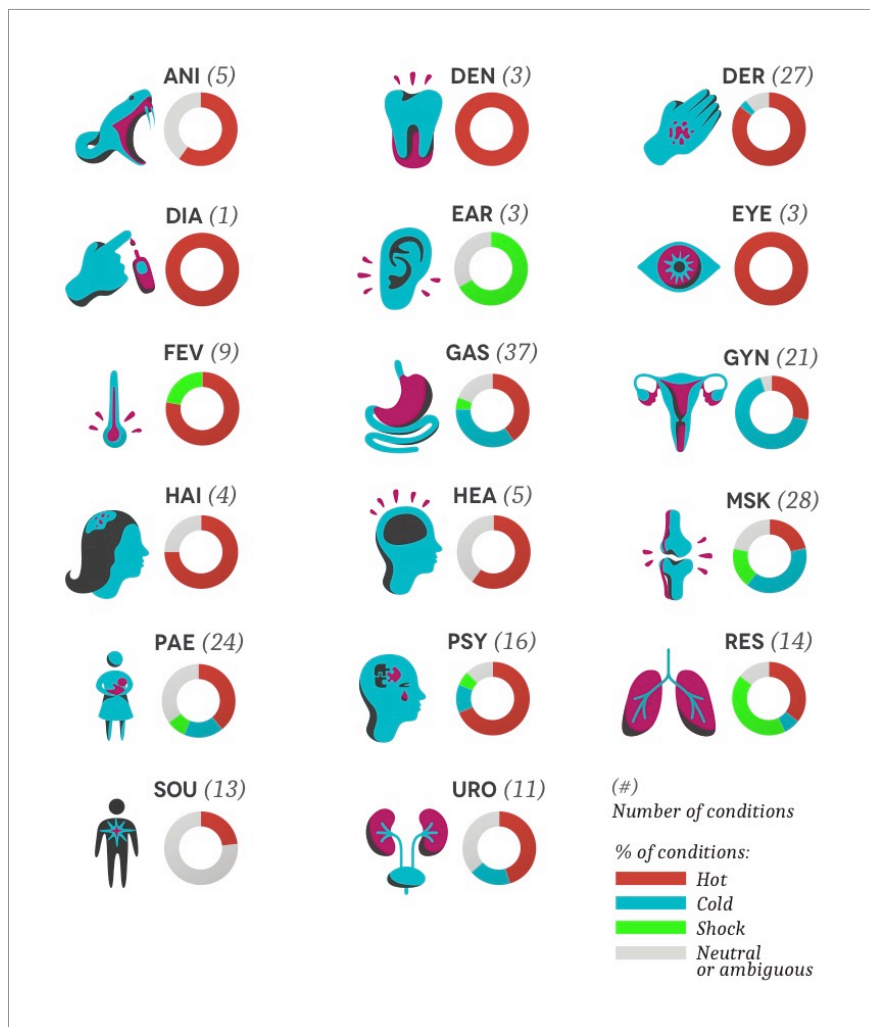 ANI (5)
DEN (3)
DER (27)
DIA (1)
EAR (3)
EYE (3)
FEV (9)
GAS (37)
GYN (21)
HAI (4)
HEA (5)
MSK (28)
PAE (24)
PSY (16)
RES (14)
SOU (13)
URO (11)
(#)
Number of conditions
% of conditions:
Hot
Cold
Shock
Neutral
or ambiguous